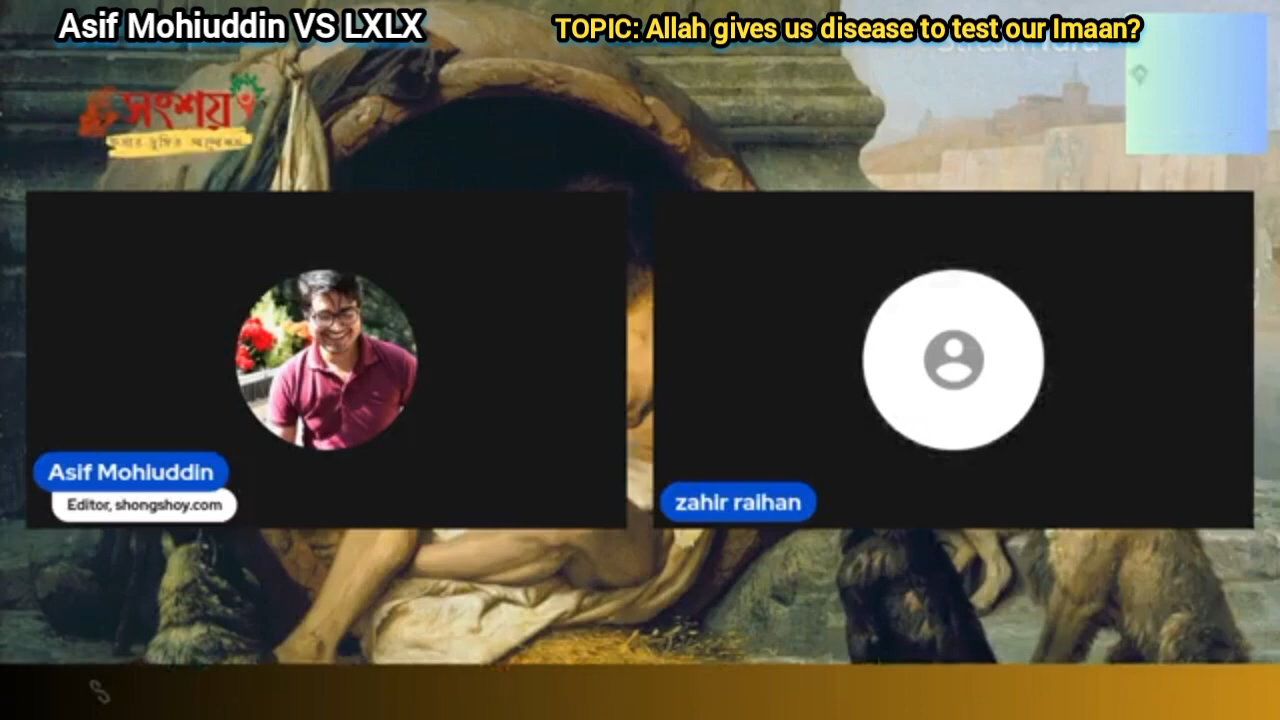 Asif Mohiuddin VS LXLX
TOPIC: Allah gives us disease to test our Imaan?
সংশয়
Asif Mohiuddin
Editor, shongshoy.com
zahir raihan